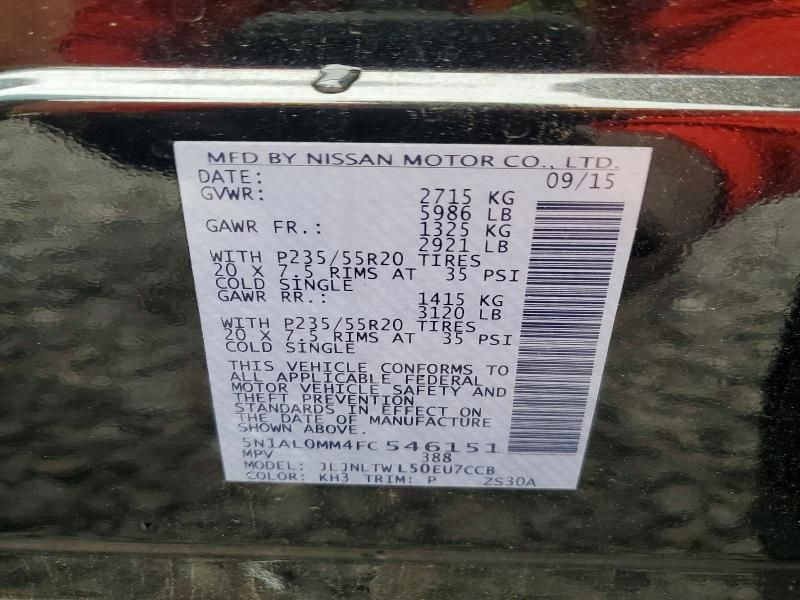 MFD BY NISSAN MOTOR CO., LTD.
DATE: 09/15
GVWR: 2715 KG
5986 LB
GAWR FR.: 1325 KG
2921 LB
WITH P235/55R20 TIRES
20 X 7.5 RIMS AT 35 PSI
COLD SINGLE
GAWR RR.: 1415 KG
3120 LB
WITH P235/55R20 TIRES
20 X 7.5 RIMS AT 35 PSI
COLD SINGLE
THIS VEHICLE CONFORMS TO
ALL APPLICABLE FEDERAL
MOTOR VEHICLE SAFETY AND
THEFT PREVENTION
STANDARDS IN EFFECT ON
THE DATE OF MANUFACTURE
SHOWN ABOVE.
5N1AL0MM4FC546151
MPV 388
MODEL: JLJNLTW L50EU7CCB
COLOR: KH3 TRIM: P ZS30A